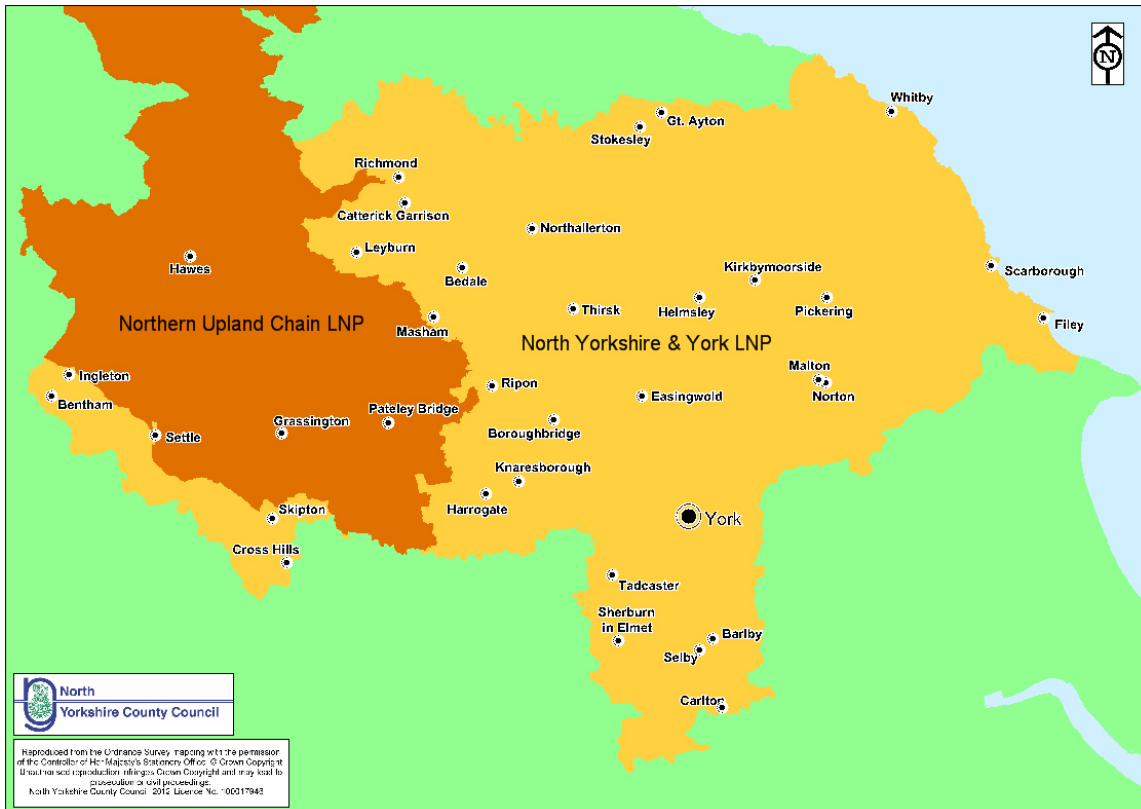 N
Whitby
Gt. Ayton
Stokesley
Richmond
Catterick Garrison
Northallerton
Leyburn
Hawes
Bedale
Kirkbymoorside
Scarborough
Thirsk
Helmsley
Pickering
Filey
Northern Upland Chain LNP
Masham
North Yorkshire & York LNP
Malton
Norton
Ingleton
Bentham
Ripon
Easingwold
Pateley Bridge
Grassington
Settle
Boroughbridge
Knaresborough
Harrogate
Skipton
York
Cross Hills
Tadcaster
Sherburn
in Elmet
Barlby
Selby
Carlton
North
Yorkshire County Council
Reproduced from the Ordnance Survey mapping with the permission
of the Controller of Her Majesty's Stationery Office © Crown Copyright
Unauthorised reproduction infringes Crown Copyright and may lead to
prosecution or civil proceedings.
North Yorkshire County Council 2012 Licence No. 100017946